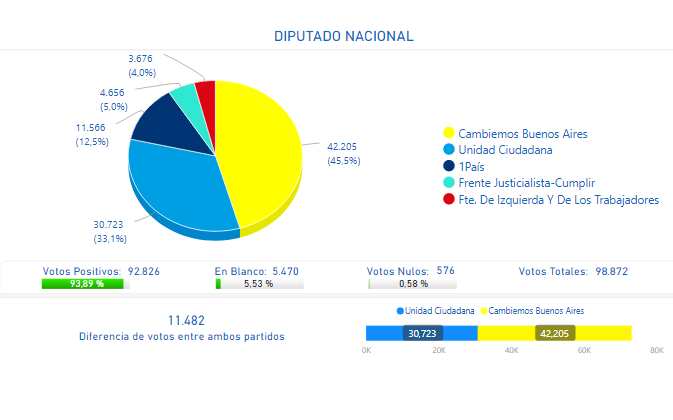 DIPUTADO NACIONAL
3.676
(4,0%)
4.656
(5,0%)
11.566
(12,5%)
42.205
(45,5%)
30.723
(33,1%)
Cambiemos Buenos Aires
Unidad Ciudadana
1País
Frente Justicialista-Cumplir
Fte. De Izquierda Y De Los Trabajadores
Votos Positivos: 92.826
93,89 %
En Blanco: 5.470
5,53 %
Votos Nulos: 576
0,58 %
Votos Totales: 98.872
11.482
Diferencia de votos entre ambos partidos
Unidad Ciudadana Cambiemos Buenos Aires
30,723 42,205
0K 20K 40K 60K 80K